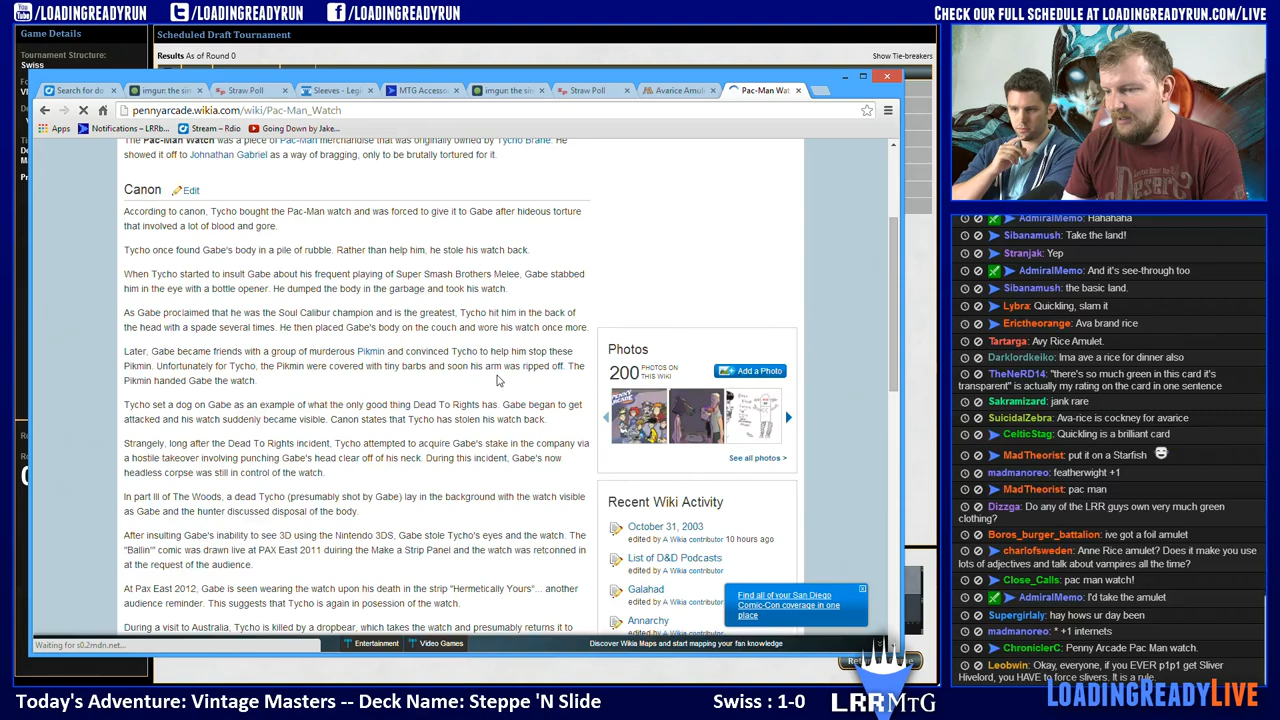 /LOADINGREADYRUN
/LOADINGREADYRUN
/LOADINGREADYRUN
CHECK OUR FULL SCHEDULE AT LOADINGREADYRUN.COM/LIVE
Game Details
Tournament Structure:
Swiss
Scheduled Draft Tournament
Results As of Round 0
Show Tie-breakers
Search for do
imgur: the sim
Straw Poll
Sleeves - Legi
MTG Accesso
imgur: the sim
Straw Poll
Avarice Amul
Pac-Man Wat
pennyarcade.wikia.com/wiki/Pac-Man_Watch
Apps
Notifications - LRRb...
Stream – Rdio
Going Down by Jake...
The Pac-Man Watch was a piece of Pac-Man merchandise that was originally owned by Tycho Brahe. He
showed it off to Johnathan Gabriel as a way of bragging, only to be brutally tortured for it.
Canon
Edit
According to canon, Tycho bought the Pac-Man watch and was forced to give it to Gabe after hideous torture
that involved a lot of blood and gore.
Tycho once found Gabe's body in a pile of rubble. Rather than help him, he stole his watch back.
When Tycho started to insult Gabe about his frequent playing of Super Smash Brothers Melee, Gabe stabbed
him in the eye with a bottle opener. He dumped the body in the garbage and took his watch.
As Gabe proclaimed that he was the Soul Calibur champion and is the greatest, Tycho hit him in the back of
the head with a spade several times. He then placed Gabe's body on the couch and wore his watch once more.
Later, Gabe became friends with a group of murderous Pikmin and convinced Tycho to help him stop these
Pikmin. Unfortunately for Tycho, the Pikmin were covered with tiny barbs and soon his arm was ripped off. The
Pikmin handed Gabe the watch.
Tycho set a dog on Gabe as an example of what the only good thing Dead To Rights has. Gabe began to get
attacked and his watch suddenly became visible. Canon states that Tycho has stolen his watch back.
Strangely, long after the Dead To Rights incident, Tycho attempted to acquire Gabe's stake in the company via
a hostile takeover involving punching Gabe's head clear off of his neck. During this incident, Gabe's now
headless corpse was still in control of the watch.
In part III of The Woods, a dead Tycho (presumably shot by Gabe) lay in the background with the watch visible
as Gabe and the hunter discussed disposal of the body.
After insulting Gabe's inability to see 3D using the Nintendo 3DS, Gabe stole Tycho's eyes and the watch. The
"Ballin'" comic was drawn live at PAX East 2011 druing the Make a Strip Panel and the watch was retconned in
at the request of the audience.
At Pax East 2012, Gabe is seen wearing the watch upon his death in the strip "Hermetically Yours"... another
audience reminder. This suggests that Tycho is again in posession of the watch.
During a visit to Australia, Tycho is killed by a dropbear, which takes the watch and presumably returns it to
Photos
200 PHOTOS ON THIS WIKI
Add a Photo
See all photos >
Recent Wiki Activity
October 31, 2003
edited by A Wikia contributor 10 hours ago
List of D&D Podcasts
edited by A Wikia contributor
Galahad
edited by A Wikia contributor
Annarchy
edited by A Wikia contributor
Find all of your San Diego
Comic-Con coverage in one
place
Waiting for s0.2mdn.net...
Entertainment
Video Games
Discover Wikia Maps and start mapping your fan knowledge
DESERT
AdmiralMemo: Hahahaha
Sibanamush: Take the land!
Stranjak: Yep
AdmiralMemo: And it's see-through too
Sibanamush: the basic land.
Lybra: Quickling, slam it
Erictheorange: Ava brand rice
Tartarga: Avy Rice Amulet.
Darklordkeiko: Ima ave a rice for dinner also
TheNeRD14: "there's so much green in this card it's
transparent" is actually my rating on the card in one
sentence
Sakramizard: jank rare
SuicidalZebra: Ava-rice is cockney for avarice
CelticStag: Quickling is a brilliant card
MadTheorist: put it on a Starfish
madmanoreo: featherwight +1
MadTheorist: pac man
Dizzga: Do any of the LRR guys own very much green
clothing?
Boros_burger_battalion: ive got a foil amulet
charlofsweden: Anne Rice amulet? Does it make you use
lots of adjectives and talk about vampires all the time?
Close_Calls: pac man watch!
AdmiralMemo: I'd take the amulet
Supergirlaly: hay hows ur day been
madmanoreo: * +1 internets
ChroniclerC: Penny Arcade Pac Man watch.
Leobwin: Okay, everyone, if you EVER p1p1 get Sliver
Hivelord, you HAVE to force slivers. It is a rule.
Today's Adventure: Vintage Masters -- Deck Name: Steppe 'N Slide
Swiss : 1-0
LRRMTG
LOADINGREADYLIVE